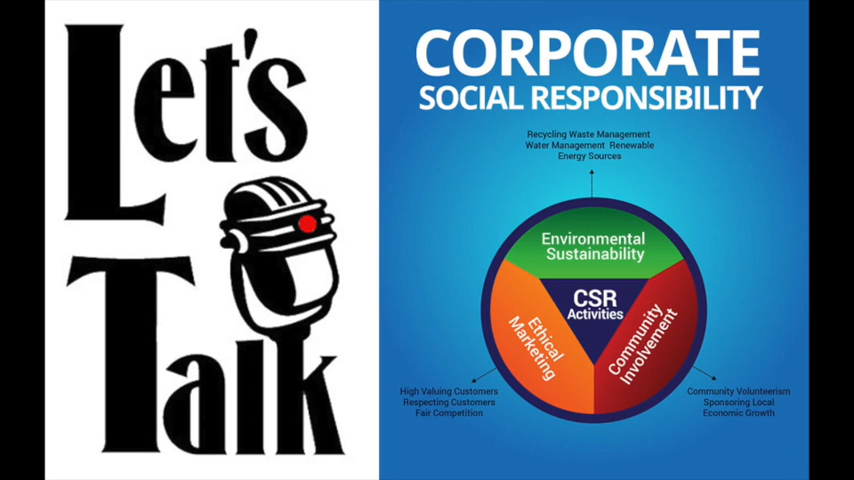 Let's
Talk
CORPORATE
SOCIAL RESPONSIBILITY
Recycling Waste Management
Water Management Renewable
Energy Sources
Environmental
Sustainability
CSR
Activities
Ethical
Marketing
Community
Involvement
High Valuing Customers
Respecting Customers
Fair Competition
Community Volunteerism
Sponsoring Local
Economic Growth